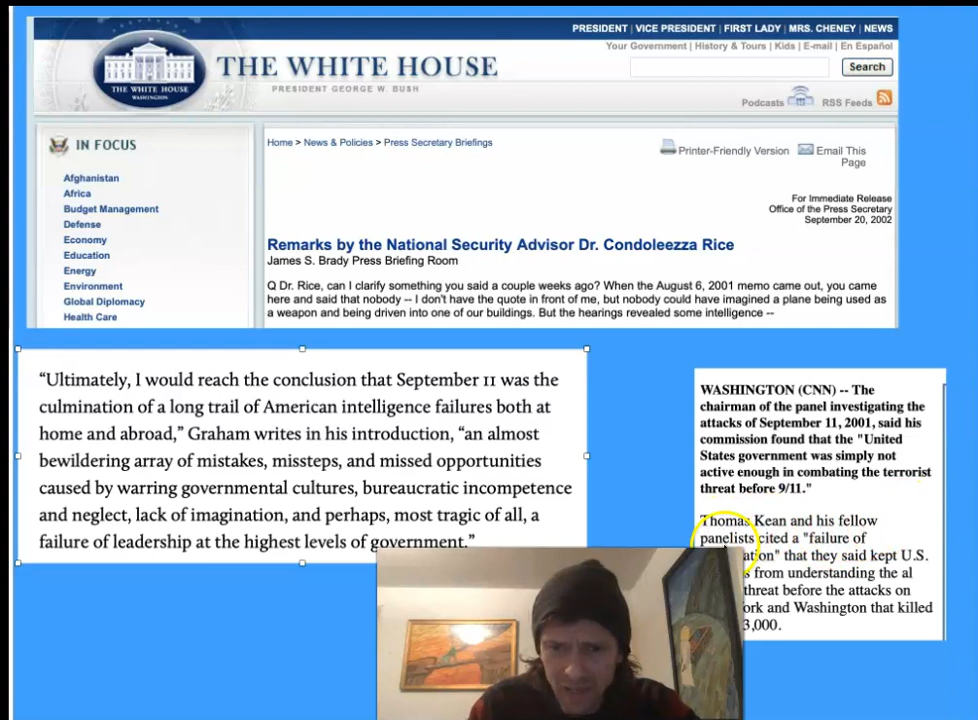 PRESIDENT | VICE PRESIDENT | FIRST LADY | MRS. CHENEY | NEWS
Your Government | History & Tours | Kids | E-mail | En Español
THE WHITE HOUSE
PRESIDENT GEORGE W. BUSH
Search
THE WHITE HOUSE
WASHINGTON
Podcasts
RSS Feeds
IN FOCUS
Afghanistan
Africa
Budget Management
Defense
Economy
Education
Energy
Environment
Global Diplomacy
Health Care
Home > News & Policies > Press Secretary Briefings
Printer-Friendly Version
Email This
Page
For Immediate Release
Office of the Press Secretary
September 20, 2002
Remarks by the National Security Advisor Dr. Condoleezza Rice
James S. Brady Press Briefing Room
Q Dr. Rice, can I clarify something you said a couple weeks ago? When the August 6, 2001 memo came out, you came
here and said that nobody -- I don't have the quote in front of me, but nobody could have imagined a plane being used as
a weapon and being driven into one of our buildings. But the hearings revealed some intelligence --
“Ultimately, I would reach the conclusion that September 11 was the
culmination of a long trail of American intelligence failures both at
home and abroad,” Graham writes in his introduction, “an almost
bewildering array of mistakes, missteps, and missed opportunities
caused by warring governmental cultures, bureaucratic incompetence
and neglect, lack of imagination, and perhaps, most tragic of all, a
failure of leadership at the highest levels of government.”
WASHINGTON (CNN) -- The
chairman of the panel investigating the
attacks of September 11, 2001, said his
commission found that the "United
States government was simply not
active enough in combating the terrorist
threat before 9/11."
Thomas Kean and his fellow
panelists cited a "failure of
ation" that they said kept U.S.
s from understanding the al
threat before the attacks on
ork and Washington that killed
3,000.